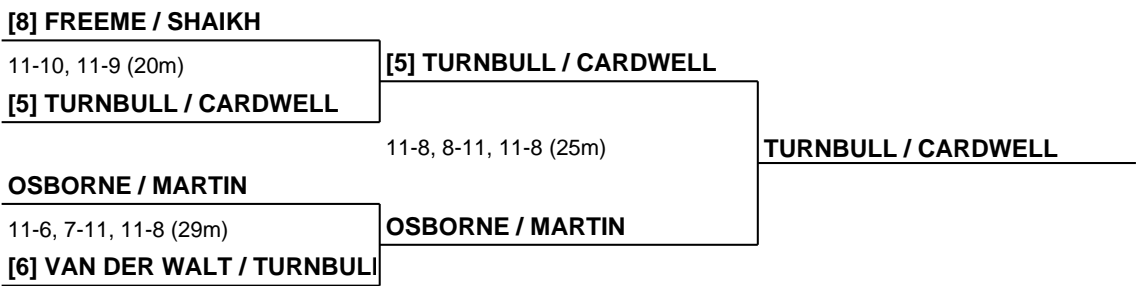 [8] FREEME / SHAIKH
11-10, 11-9 (20m)
[5] TURNBULL / CARDWELL
[5] TURNBULL / CARDWELL
11-8, 8-11, 11-8 (25m)
TURNBULL / CARDWELL
OSBORNE / MARTIN
11-6, 7-11, 11-8 (29m)
OSBORNE / MARTIN
[6] VAN DER WALT / TURNBULL